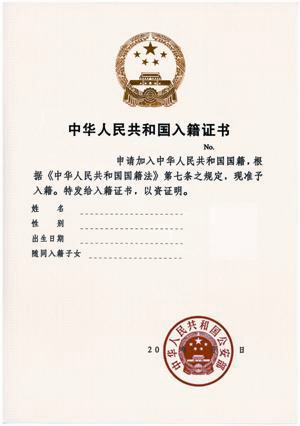 中华人民共和国入籍证书
No.
申请加入中华人民共和国国籍,根
据《中华人民共和国国籍法》第七条之规定,现准予
入籍。特发给入籍证书,以资证明。
姓名
性别
出生日期
随同入籍子女
中华人民共和国公安部
20 日